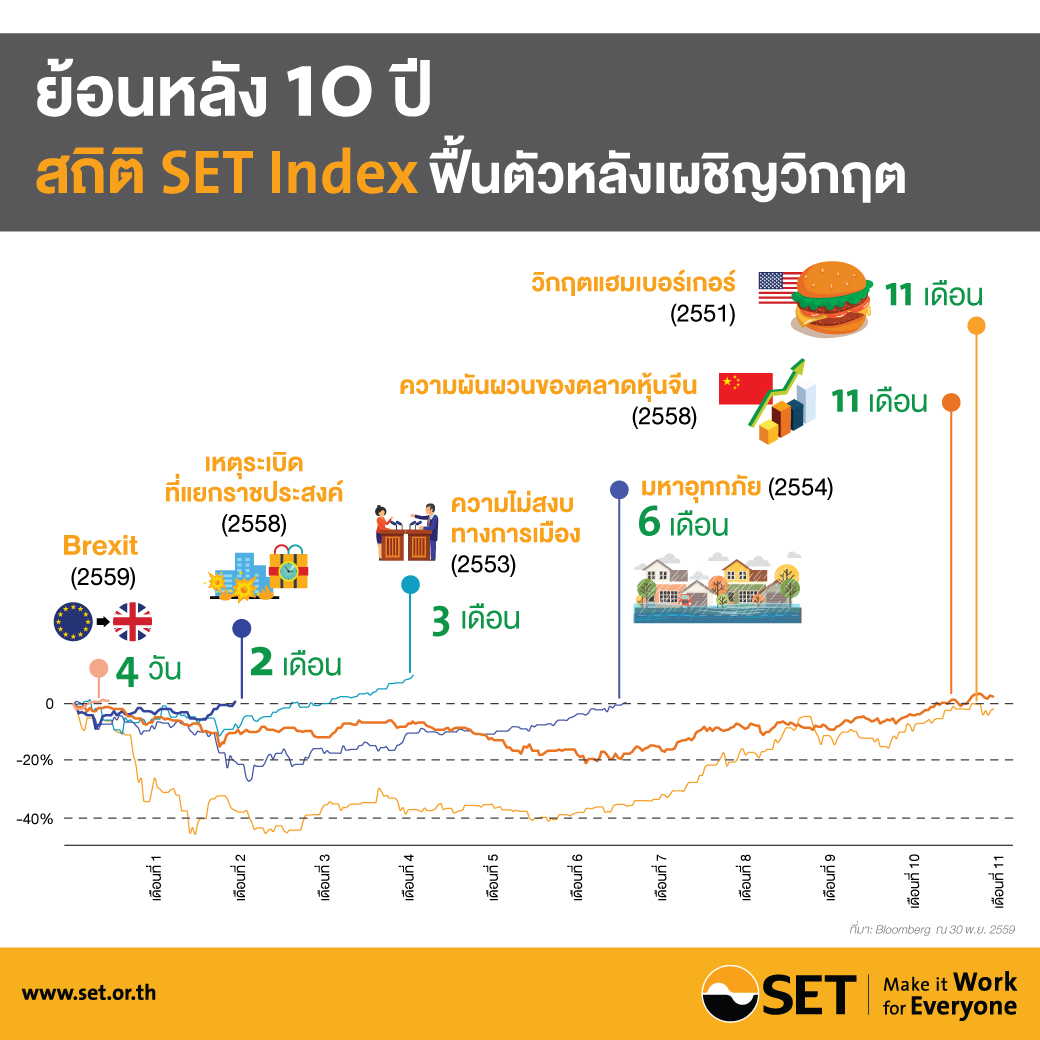 ย้อนหลัง 10 ปี
สถิติ SET Index ฟื้นตัวหลังเผชิญวิกฤต
วิกฤตแฮมเบอร์เกอร์
(2551)
11 เดือน
ความผันผวนของตลาดหุ้นจีน
(2558)
11 เดือน
เหตุระเบิด
ที่แยกราชประสงค์
(2558)
2 เดือน
ความไม่สงบ
ทางการเมือง
(2553)
3 เดือน
มหาอุทกภัย (2554)
6 เดือน
Brexit
(2559)
4 วัน
0
-20%
-40%
เดือนที่ 1
เดือนที่ 2
เดือนที่ 3
เดือนที่ 4
เดือนที่ 5
เดือนที่ 6
เดือนที่ 7
เดือนที่ 8
เดือนที่ 9
เดือนที่ 10
เดือนที่ 11
ที่มา: Bloomberg ณ 30 พ.ย. 2559
www.set.or.th
SET
Make it Work
for Everyone